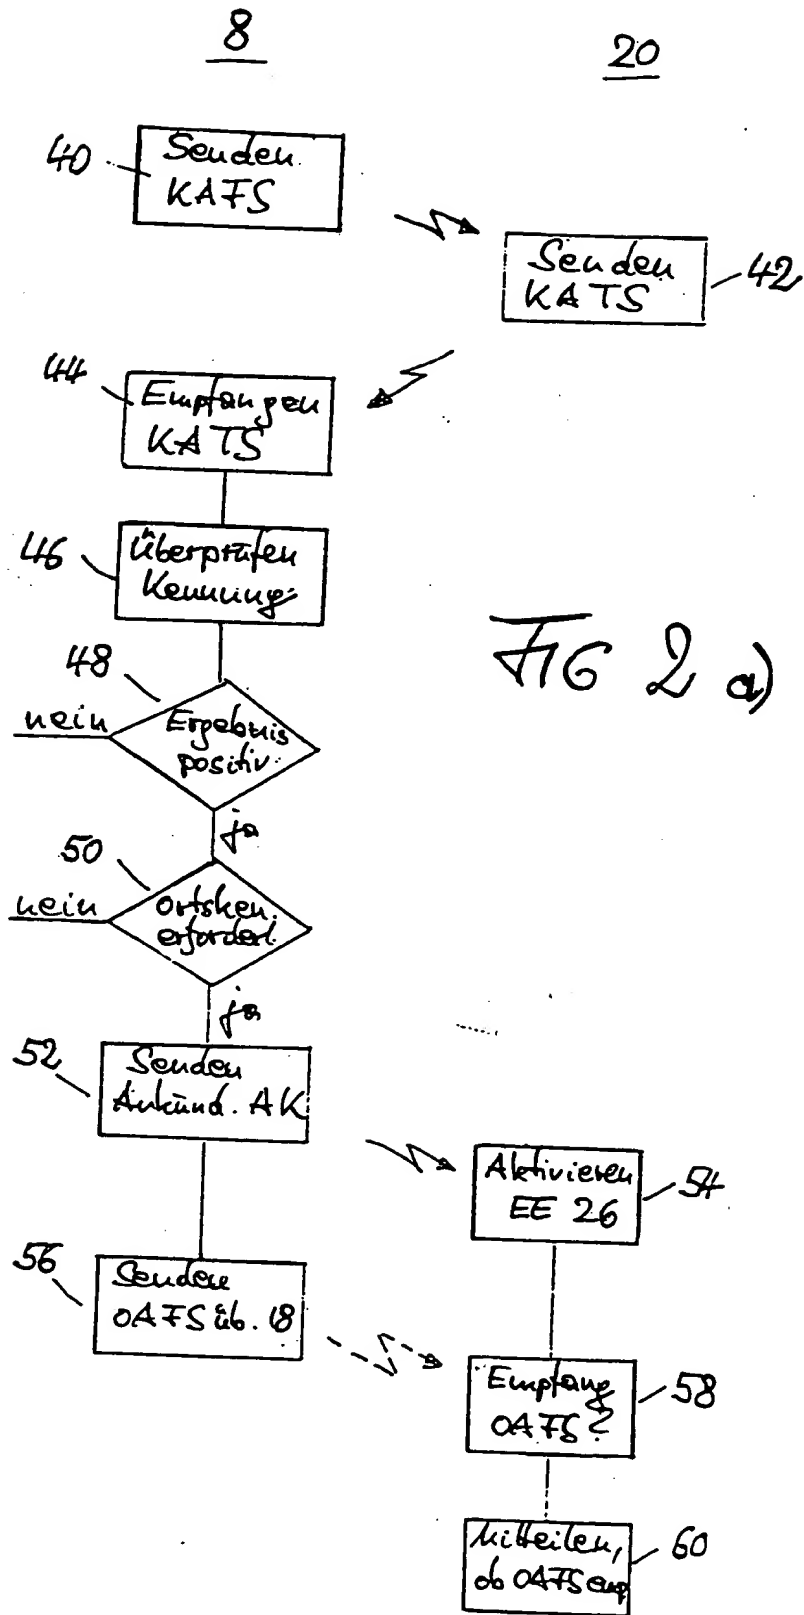 8
20
40
Senden
KAFS
Senden
KATS
42
44
Empfangen
KATS
46
Überprüfen
Kennung
48
nein
Ergebnis
positiv
ja
50
nein
Ortsken.
erforderl.
ja
52
Senden
Ankünd. AK
Aktivieren
EE 26
54
56
Senden
OAFS üb. 18
Empfang
OAFS?
58
Mitteilen,
ob OAFS emp
60
FIG 2 a)